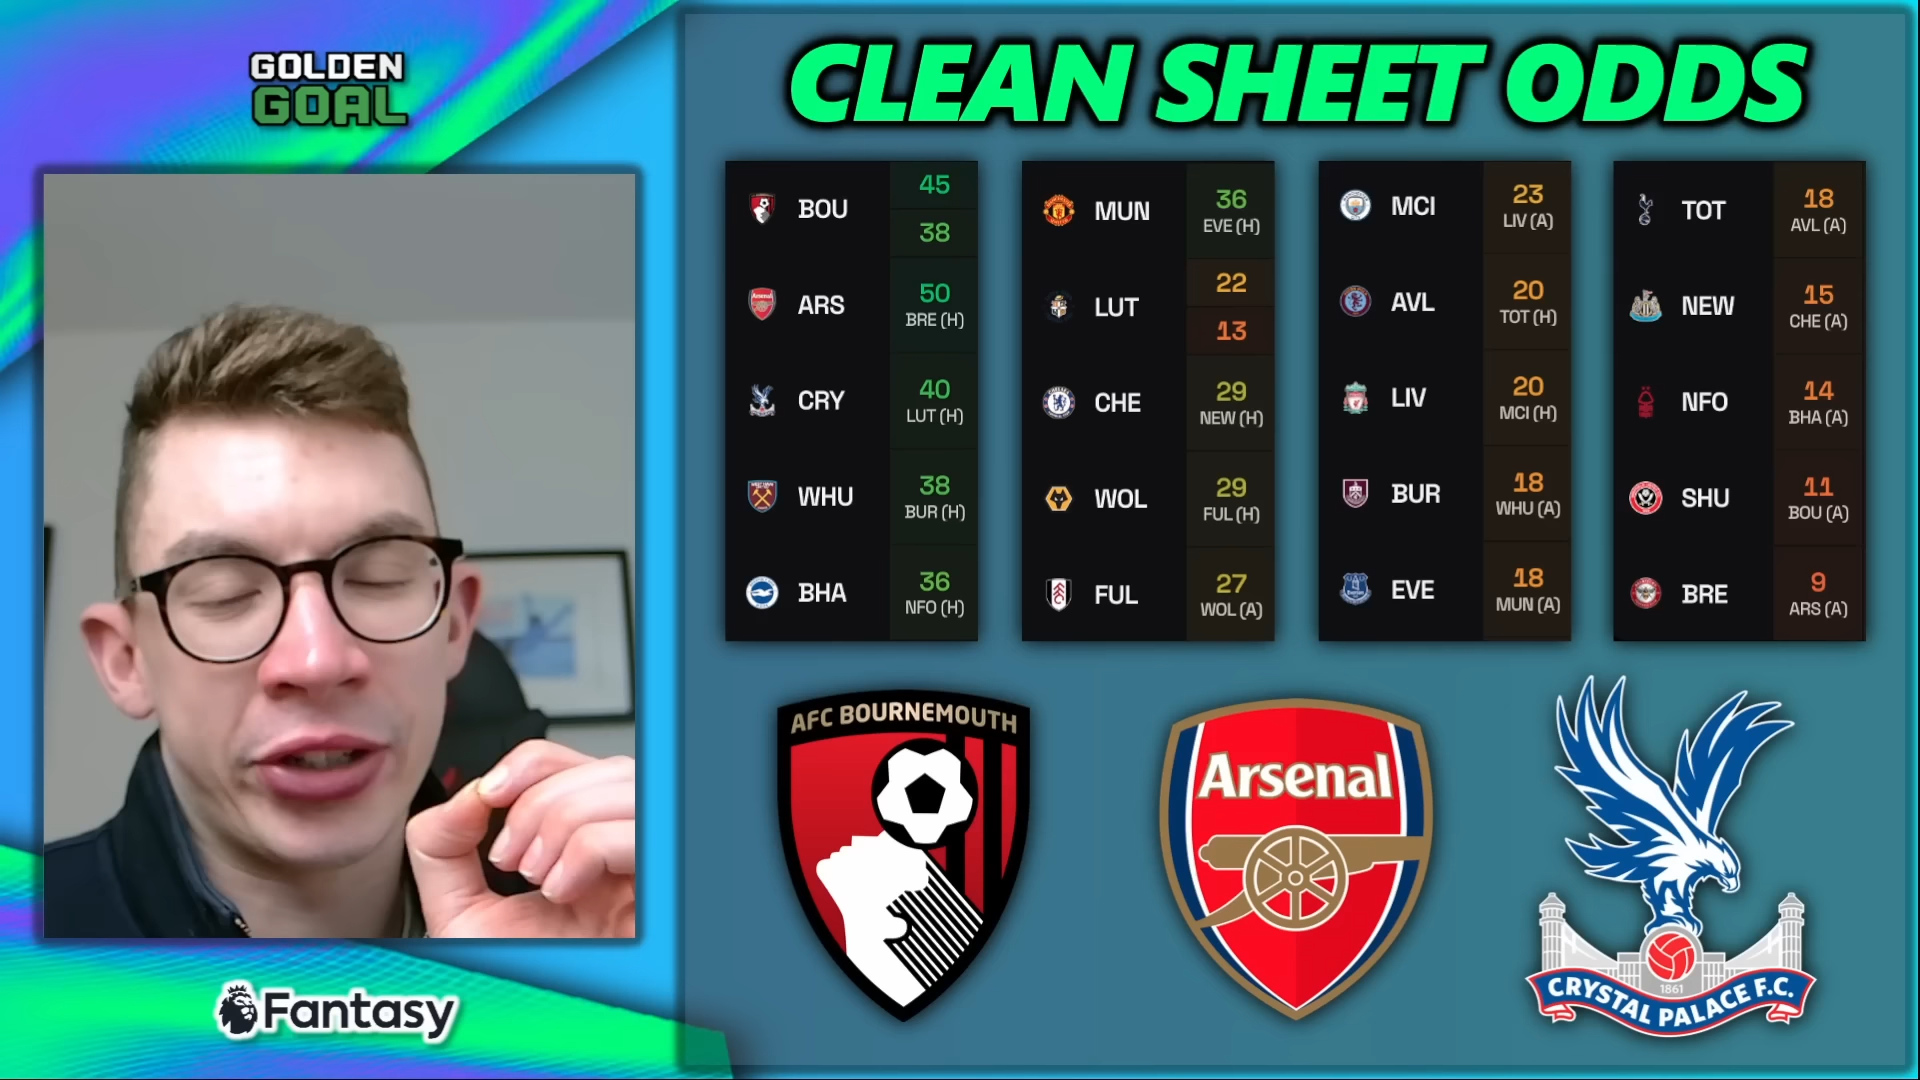 GOLDEN
GOAL
CLEAN SHEET ODDS
BOU
45
38
ARS
50
BRE (H)
CRY
40
LUT (H)
WHU
38
BUR (H)
BHA
36
NFO (H)
MUN
36
EVE (H)
LUT
22
13
CHE
29
NEW (H)
WOL
29
FUL (H)
FUL
27
WOL (A)
MCI
23
LIV (A)
AVL
20
TOT (H)
LIV
20
MCI (H)
BUR
18
WHU (A)
EVE
18
MUN (A)
TOT
18
AVL (A)
NEW
15
CHE (A)
NFO
14
BHA (A)
SHU
11
BOU (A)
BRE
9
ARS (A)
AFC BOURNEMOUTH
Arsenal
1861
CRYSTAL PALACE F.C.
Fantasy